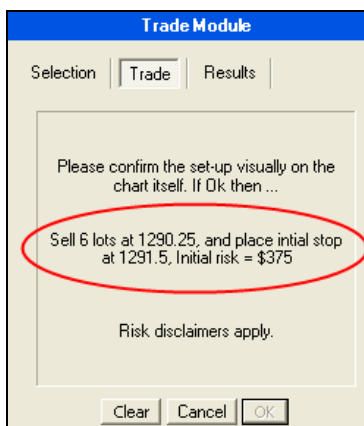 Trade Module
Selection Trade Results
Please confirm the set-up visually on the
chart itself. If Ok then ...
Sell 6 lots at 1290.25, and place intial stop
at 1291.5, Initial risk = $375
Risk disclaimers apply.
Clear Cancel OK